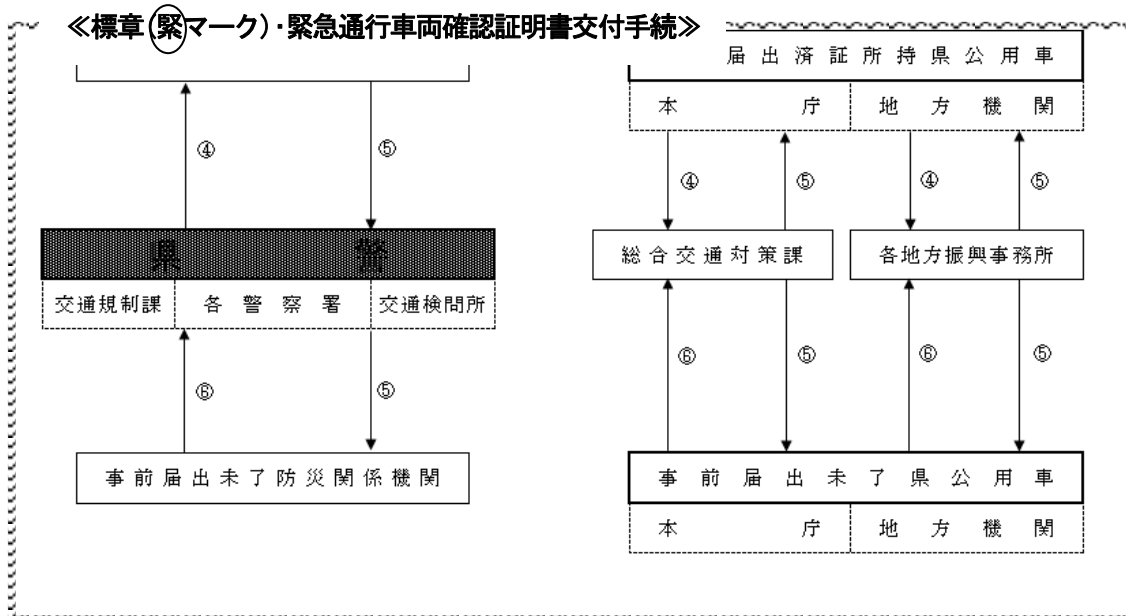 ≪標章(緊マーク)・緊急通行車両確認証明書交付手続≫
届出済証所持県公用車
本庁 地方機関
④ ⑤ ④ ⑤ ④ ⑤
県警
総合交通対策課 各地方振興事務所
交通規制課 各警察署 交通検問所
⑥ ⑤ ⑥ ⑤ ⑥ ⑤
事前届出未了防災関係機関
事前届出未了県公用車
本庁 地方機関